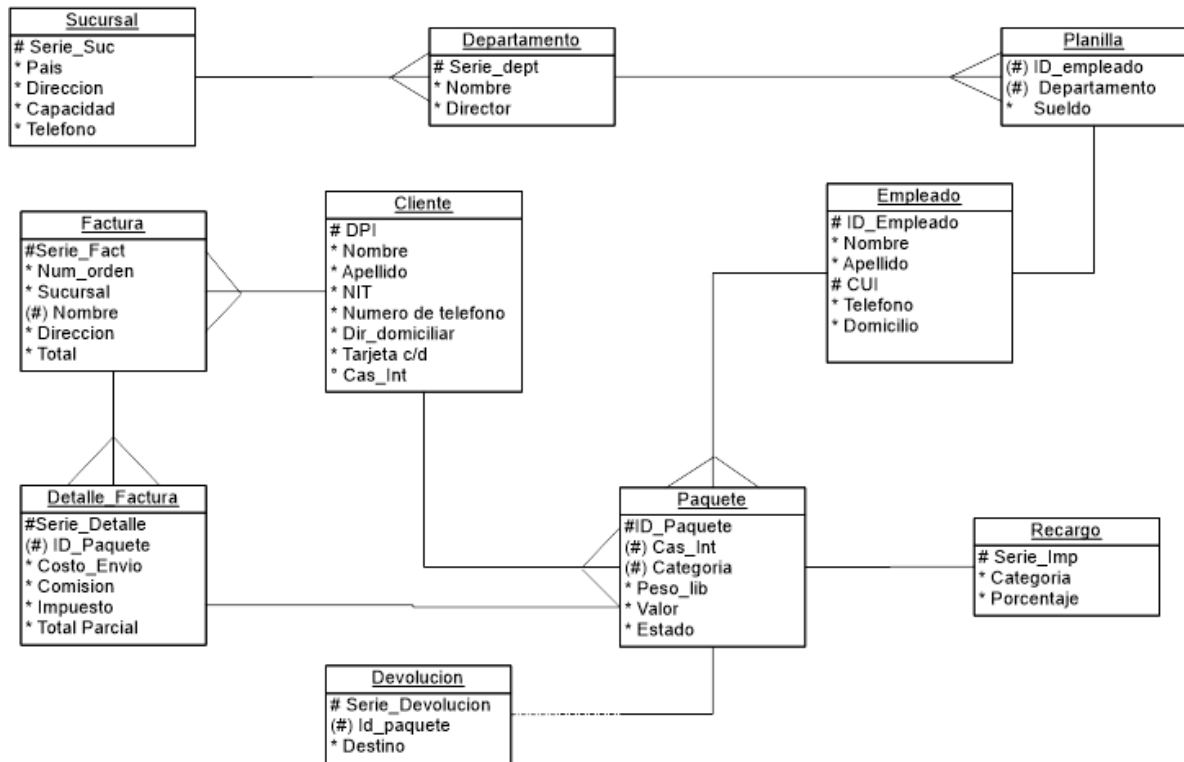 Sucursal
# Serie_Suc
* Pais
* Direccion
* Capacidad
* Telefono
Departamento
# Serie_dept
* Nombre
* Director
Planilla
(#) ID_empleado
(#) Departamento
* Sueldo
Factura
#Serie_Fact
* Num_orden
* Sucursal
(#) Nombre
* Direccion
* Total
Cliente
# DPI
* Nombre
* Apellido
* NIT
* Numero de telefono
* Dir_domiciliar
* Tarjeta c/d
° Cas_Int
Empleado
# ID_Empleado
* Nombre
* Apellido
# CUI
* Telefono
* Domicilio
Detalle_Factura
#Serie_Detalle
(#) ID_Paquete
* Costo_Envio
* Comision
* Impuesto
* Total Parcial
Paquete
#ID_Paquete
(#) Cas_Int
(#) Categoria
* Peso_lib
* Valor
* Estado
Recargo
# Serie_Imp
* Categoria
* Porcentaje
Devolucion
# Serie_Devolucion
(#) Id_paquete
* Destino